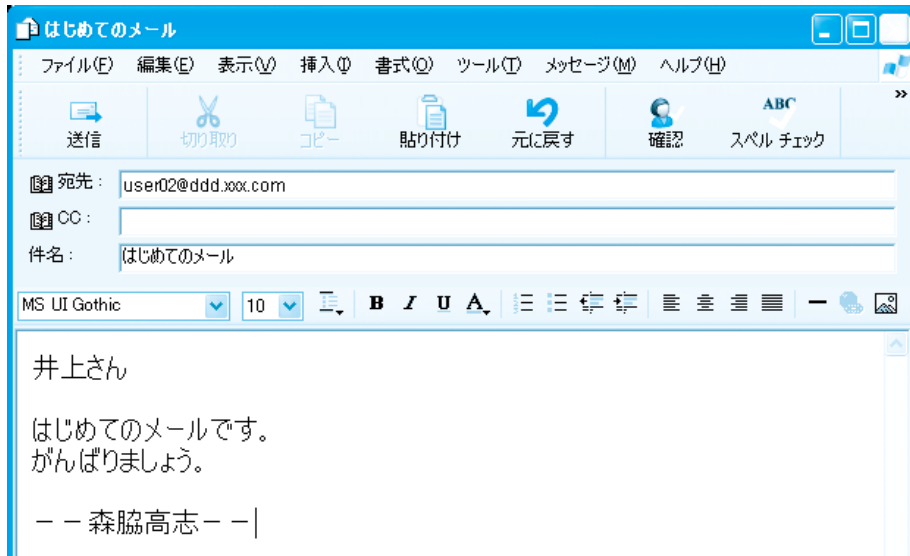 はじめてのメール
ファイル(F) 編集(E) 表示(V) 挿入(I) 書式(O) ツール(T) メッセージ(M) ヘルプ(H)
送信 切り取り コピー 貼り付け 元に戻す 確認 ABC スペル チェック »
宛先: user02@ddd.xxx.com
CC:
件名: はじめてのメール
MS UI Gothic 10 B I U A
井上さん
はじめてのメールです。
がんばりましょう。
－－森脇高志－－